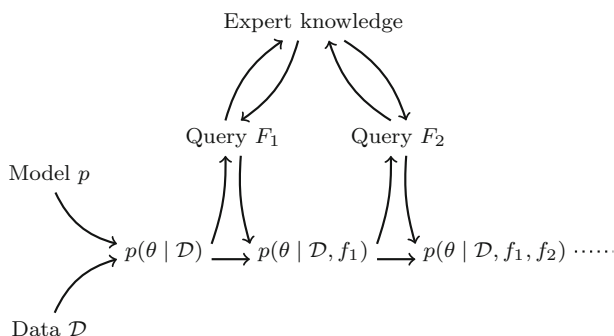 Expert knowledge
Query F₁ Query F₂
Model p
p(θ | 𝒟) p(θ | 𝒟, f₁) p(θ | 𝒟, f₁, f₂) ······
Data 𝒟